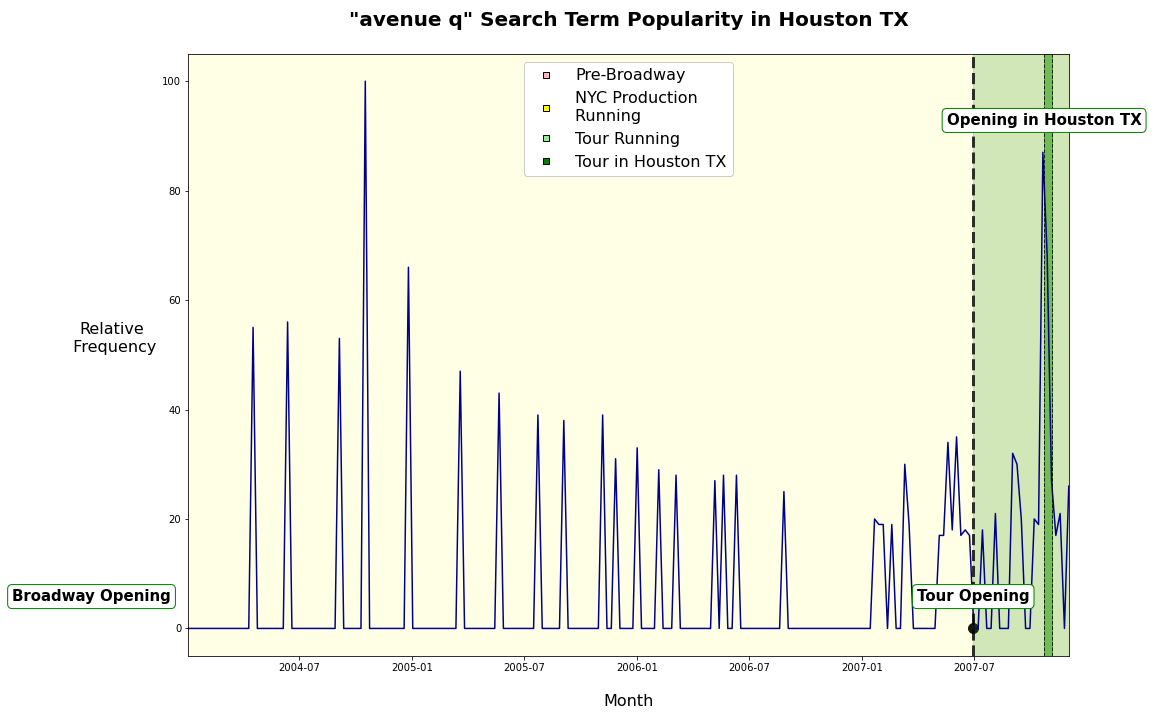 "avenue q" Search Term Popularity in Houston TX
Pre-Broadway
NYC Production
Running
Tour Running
Tour in Houston TX
Opening in Houston TX
100
80
60
40
20
0
Relative
Frequency
Broadway Opening
Tour Opening
2004-07
2005-01
2005-07
2006-01
2006-07
2007-01
2007-07
Month